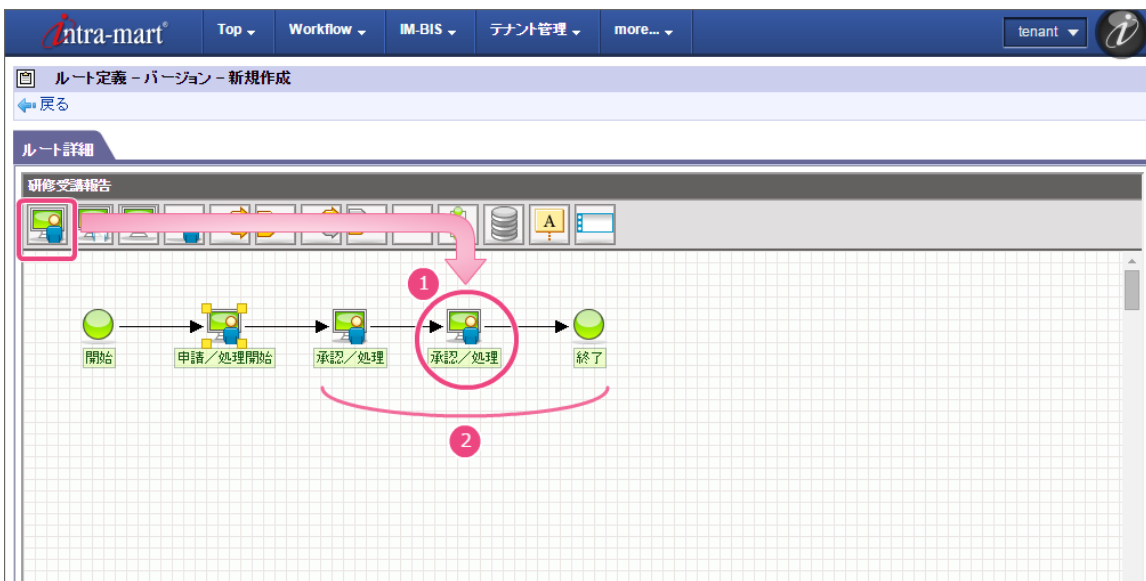 intra-mart®
Top
Workflow
IM-BIS
テナント管理
more...
tenant
ルート定義 – バージョン – 新規作成
戻る
ルート詳細
研修受講報告
A
1
開始
申請/処理開始
承認/処理
承認/処理
終了
2